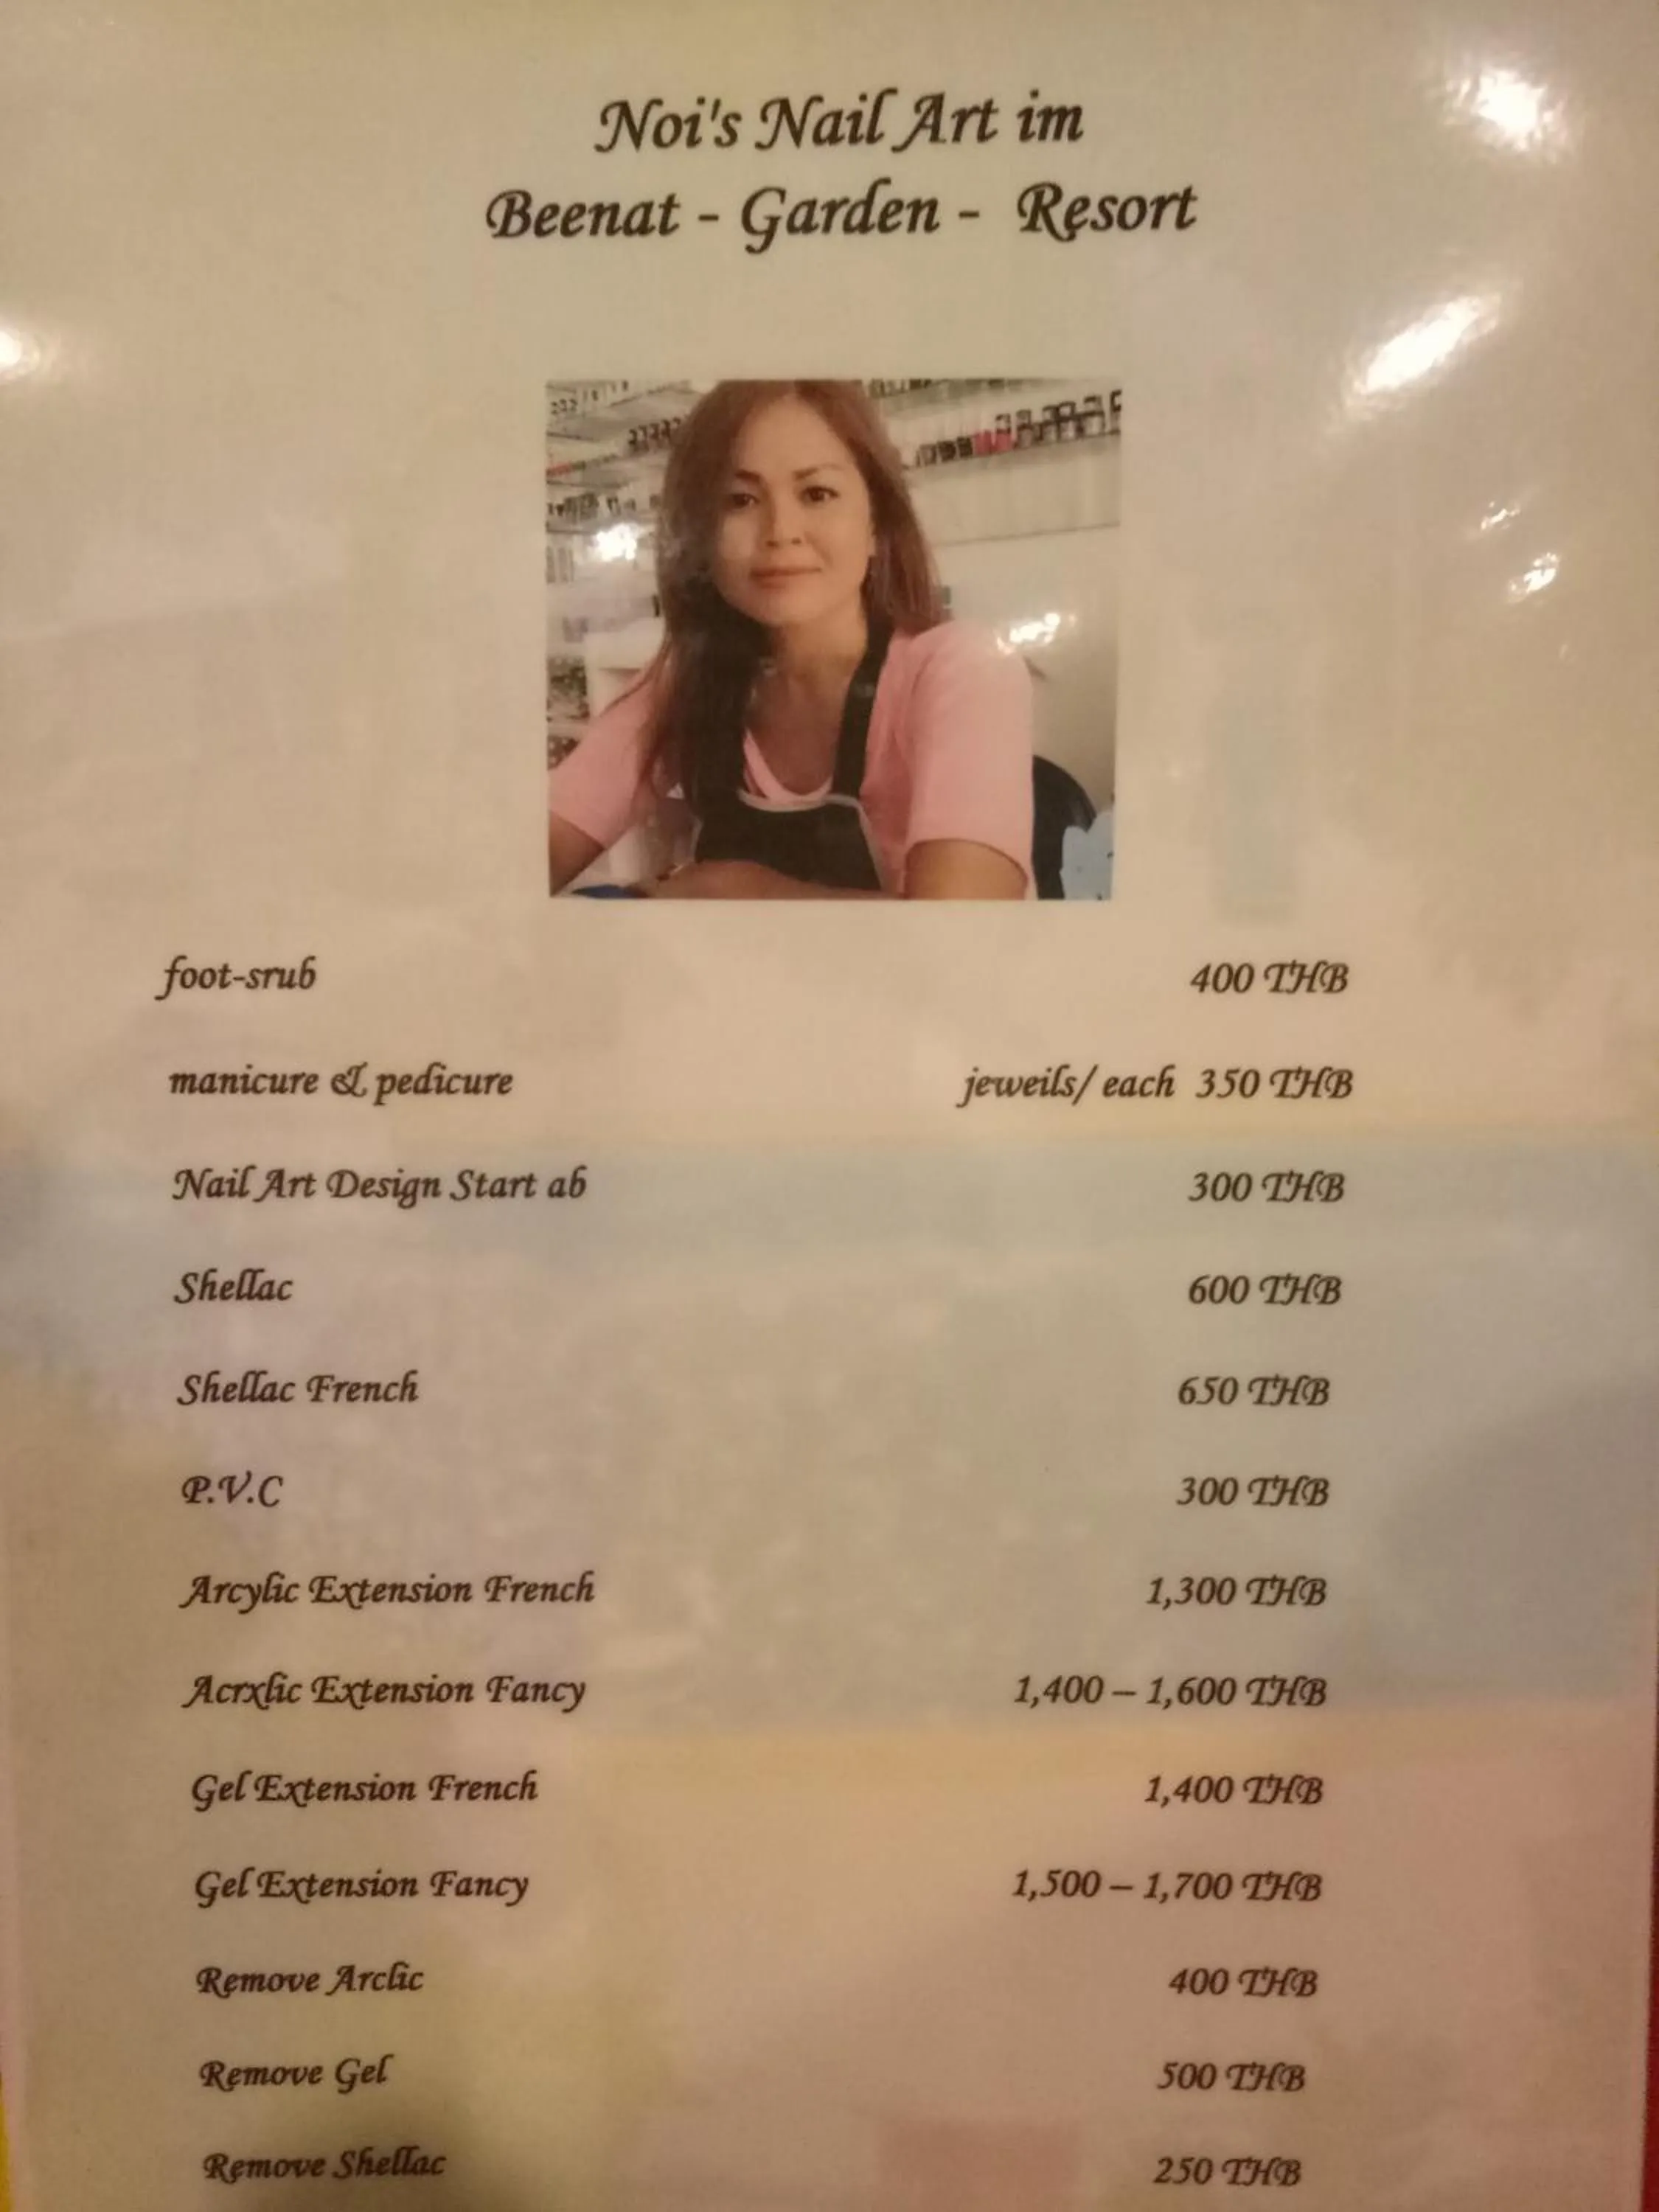 Noi's Nail Art im
Beenat - Garden - Resort
foot-srub 400 THB
manicure & pedicure jeweils/ each 350 THB
Nail Art Design Start ab 300 THB
Shellac 600 THB
Shellac French 650 THB
P.V.C 300 THB
Arcylic Extension French 1,300 THB
Acrxlic Extension Fancy 1,400 – 1,600 THB
Gel Extension French 1,400 THB
Gel Extension Fancy 1,500 – 1,700 THB
Remove Arclic 400 THB
Remove Gel 500 THB
Remove Shellac 250 THB